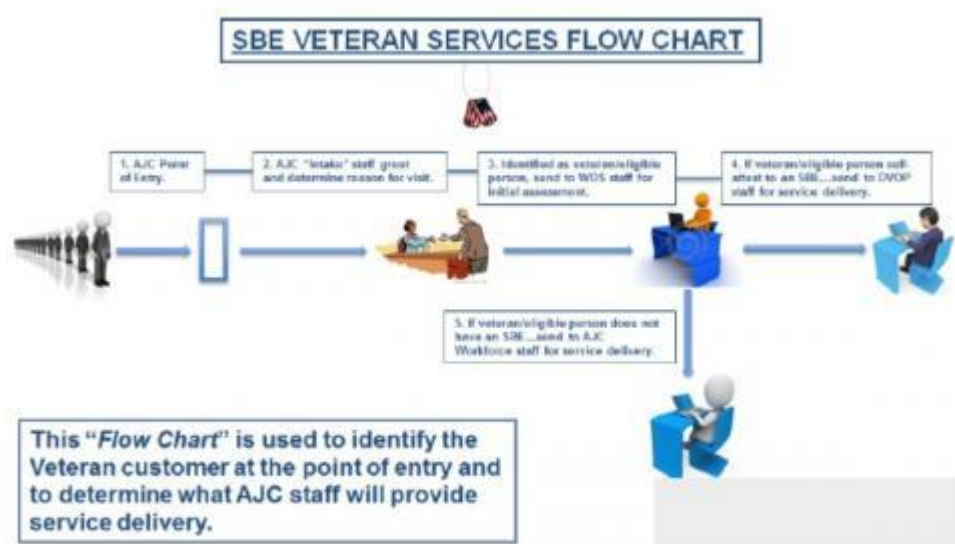 SBE VETERAN SERVICES FLOW CHART
1. AJC Point
of Entry.
2. AJC "Intake" staff greet
and determine reason for visit.
3. Identified as veteran/eligible
person, send to WDS staff for
initial assessment.
4. If veteran/eligible person self-
attest to an SBE....send to DVOP
staff for service delivery.
5. If veteran/eligible person does not
have an SBE....send to AJC
Workforce staff for service delivery.
This "Flow Chart" is used to identify the
Veteran customer at the point of entry and
to determine what AJC staff will provide
service delivery.